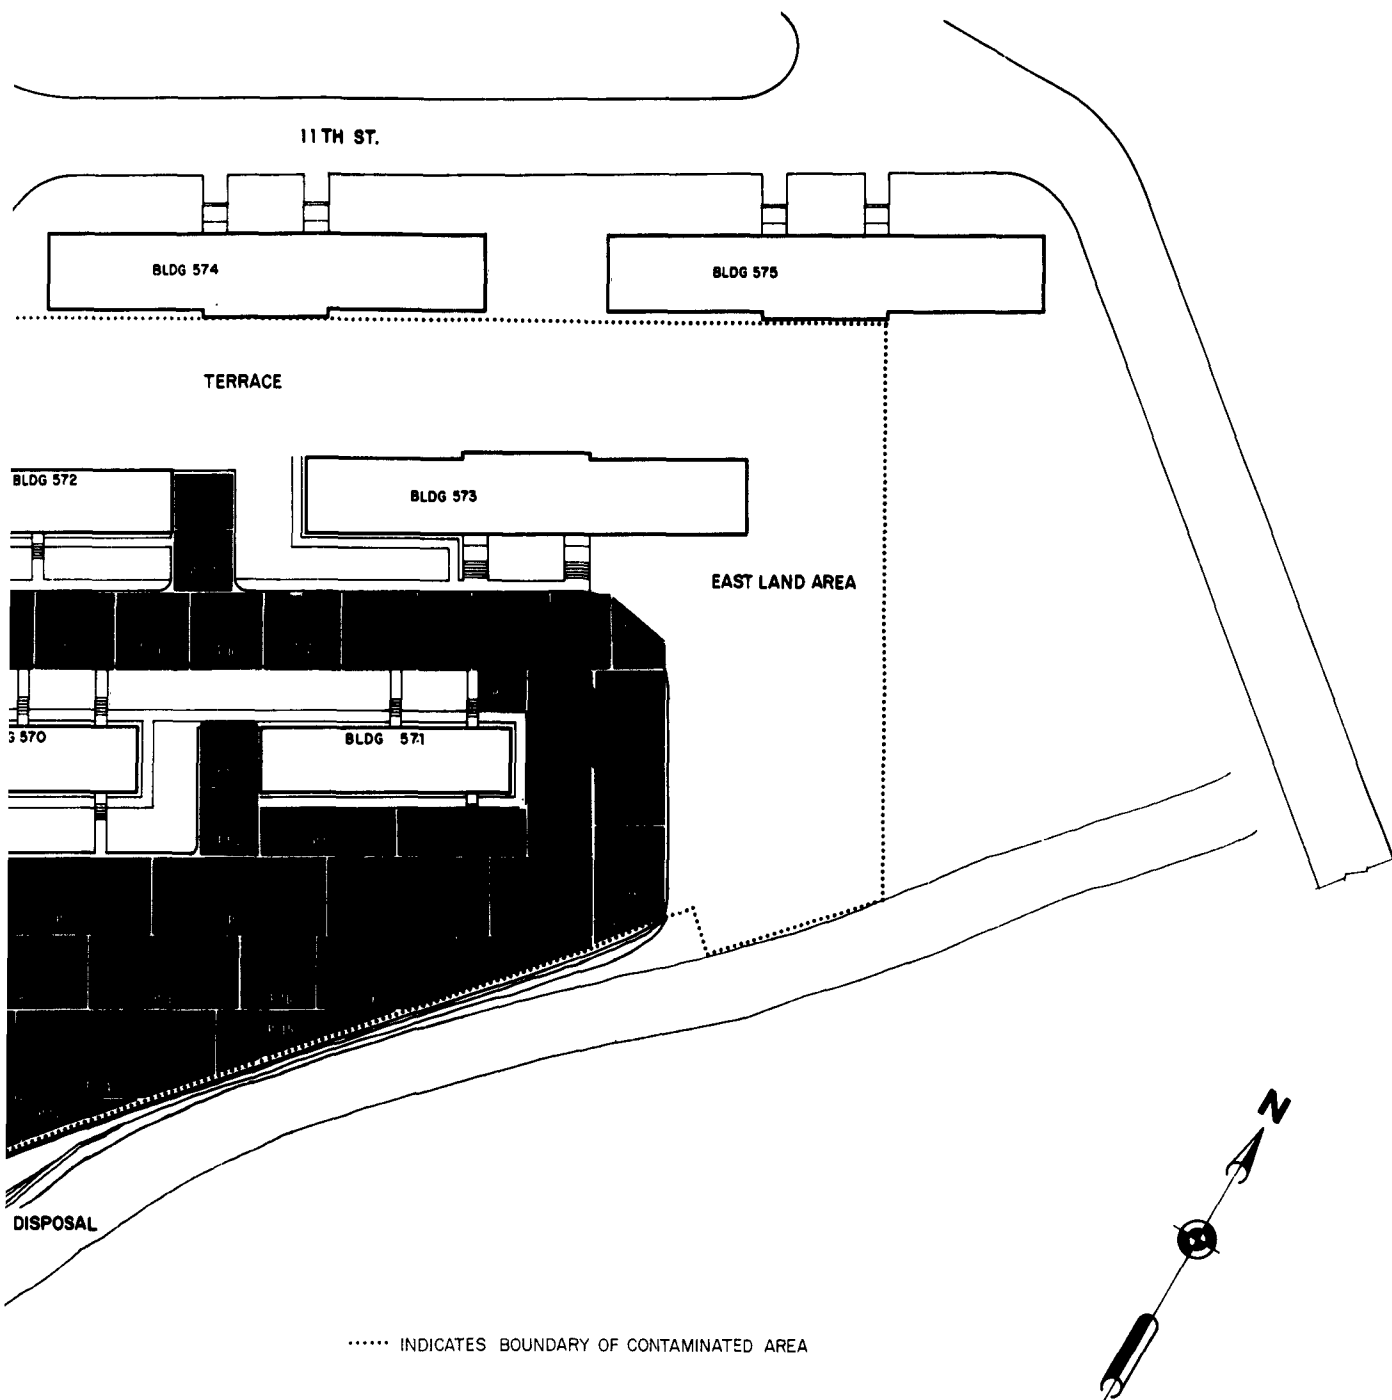 11TH ST.
BLDG 574
BLDG 575
TERRACE
BLDG 572
BLDG 573
EAST LAND AREA
G 570
BLDG 571
DISPOSAL
N
INDICATES BOUNDARY OF CONTAMINATED AREA